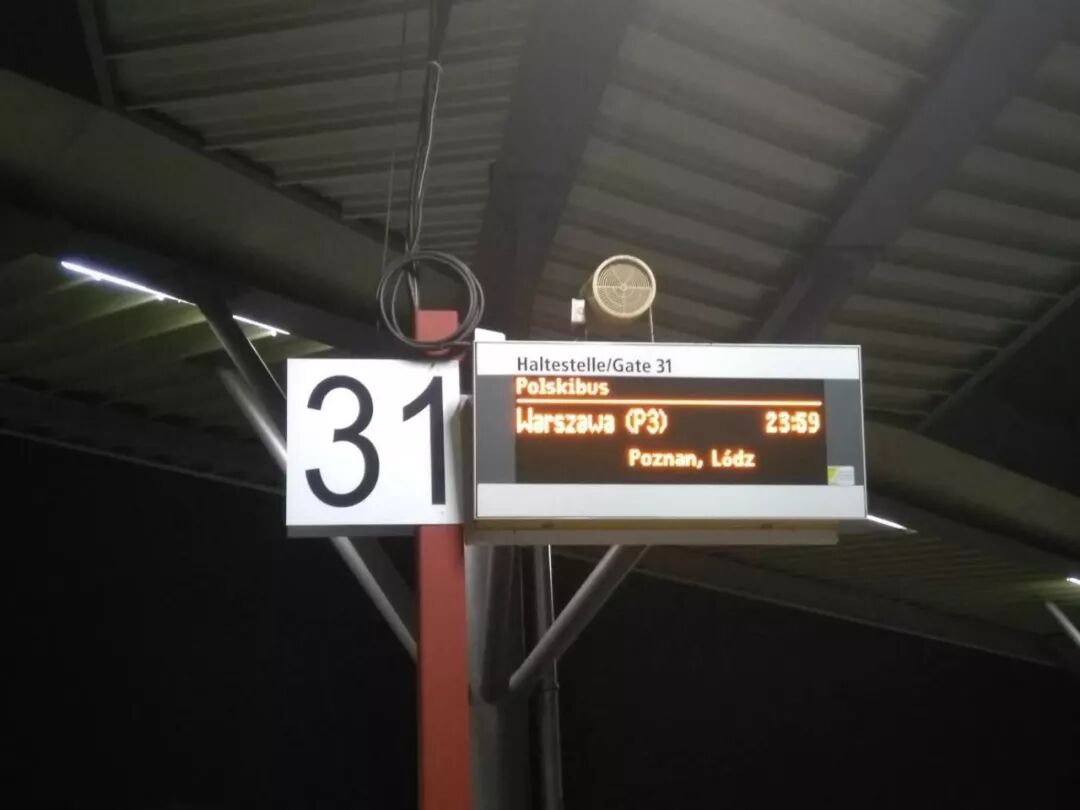 31
Haltestelle/Gate 31
Polskibus
Warszawa (P3) 23:59
Poznan, Lódz